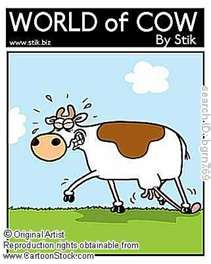 WORLD of COW
www.stik.biz
By Stik
© Original Artist
Reproduction rights obtainable from
www.CartoonStock.com